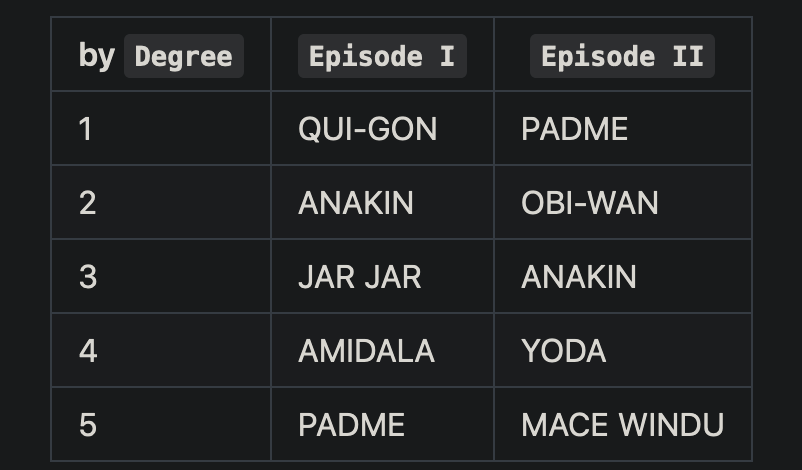 by Degree Episode I Episode II
1 QUI-GON PADME
2 ANAKIN OBI-WAN
3 JAR JAR ANAKIN
4 AMIDALA YODA
5 PADME MACE WINDU